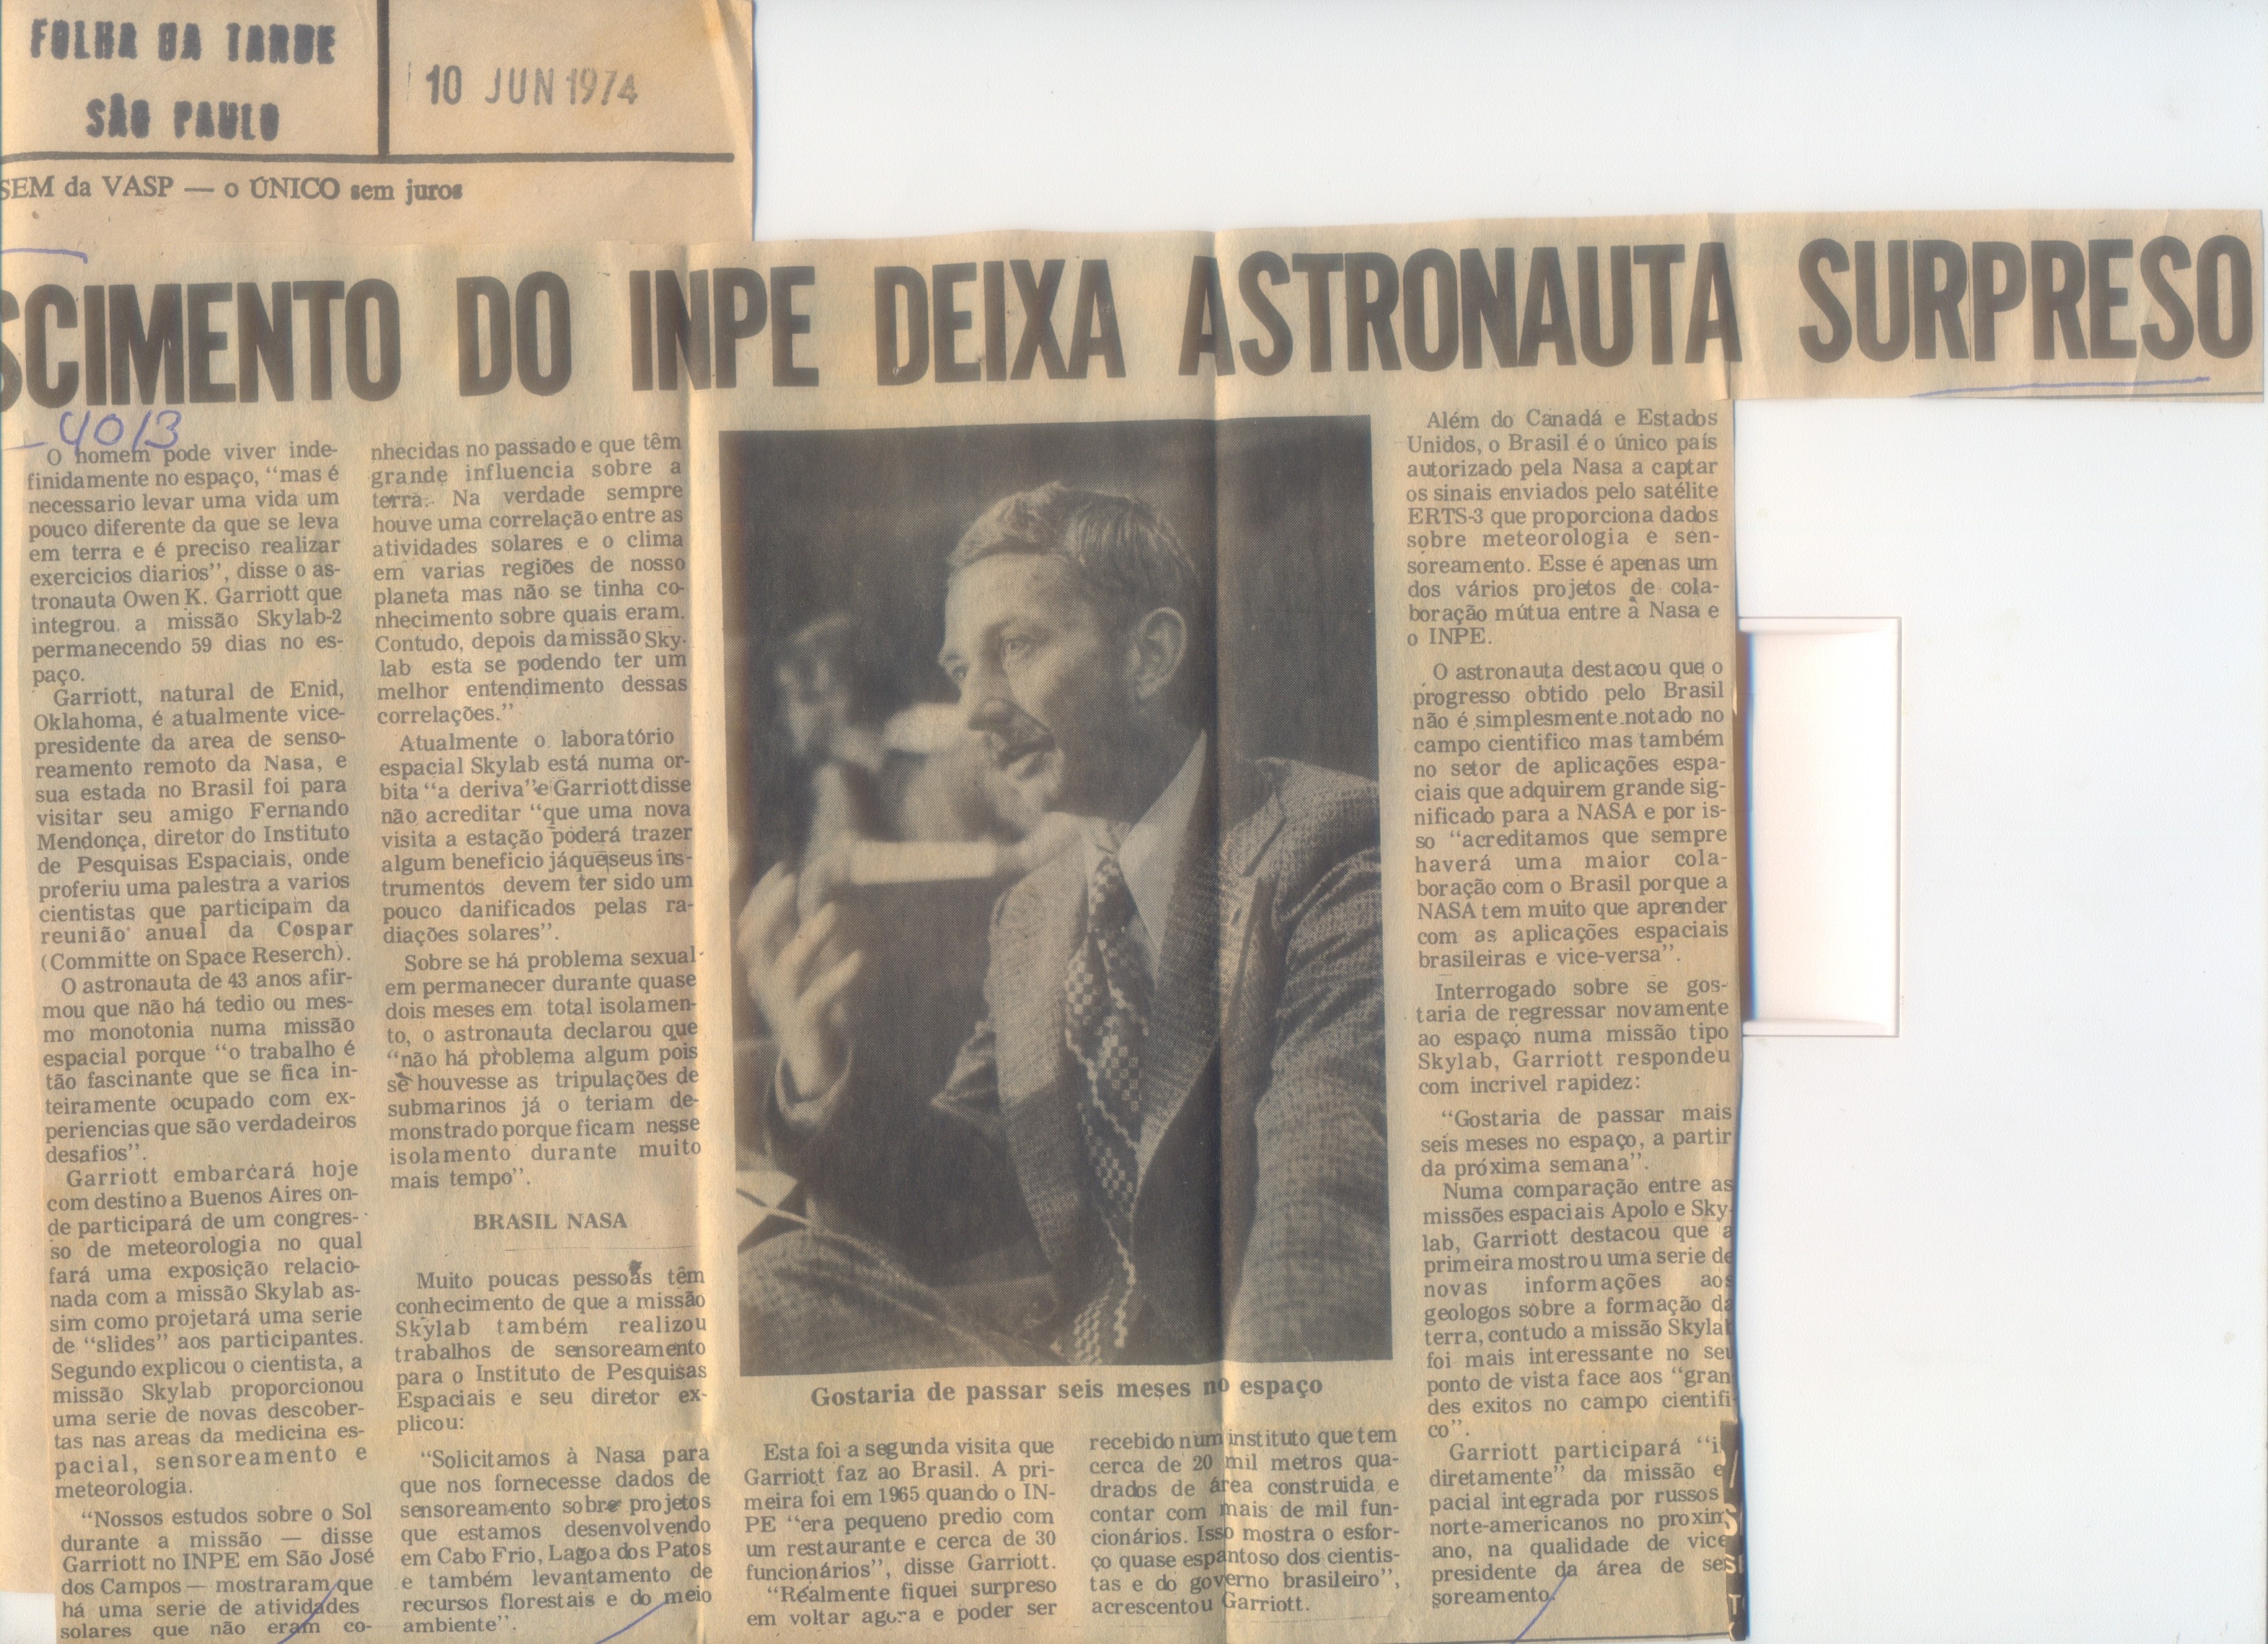 FOLHA DA TARDE
SÃO PAULO
10 JUN 1974
SEM da VASP — o ÚNICO sem juros
SCIMENTO DO INPE DEIXA ASTRONAUTA SURPRESO
4013
O homem pode viver inde-
finidamente no espaço, “mas é
necessario levar uma vida um
pouco diferente da que se leva
em terra e é preciso realizar
exercicios diarios”, disse o as-
tronauta Owen K. Garriott que
integrou a missão Skylab-2
permanecendo 59 dias no es-
paço.
Garriott, natural de Enid,
Oklahoma, é atualmente vice-
presidente da area de senso-
reamento remoto da Nasa, e
sua estada no Brasil foi para
visitar seu amigo Fernando
Mendonça, diretor do Instituto
de Pesquisas Espaciais, onde
proferiu uma palestra a varios
cientistas que participam da
reunião anual da Cospar
(Committe on Space Reserch).
O astronauta de 43 anos afir-
mou que não há tedio ou mes-
mo monotonia numa missão
espacial porque “o trabalho é
tão fascinante que se fica in-
teiramente ocupado com ex-
periencias que são verdadeiros
desafios”.
Garriott embarcará hoje
com destino a Buenos Aires on-
de participará de um congres-
so de meteorologia no qual
fará uma exposição relacio-
nada com a missão Skylab as-
sim como projetará uma serie
de “slides” aos participantes.
Segundo explicou o cientista, a
missão Skylab proporcionou
uma serie de novas descober-
tas nas areas da medicina es-
pacial, sensoreamento e
meteorologia.
“Nossos estudos sobre o Sol
durante a missão — disse
Garriott no INPE em São José
dos Campos — mostraram que
há uma serie de atividades
solares que não eram co-
nhecidas no passado e que têm
grande influencia sobre a
terra. Na verdade sempre
houve uma correlação entre as
atividades solares e o clima
em varias regiões de nosso
planeta mas não se tinha co-
nhecimento sobre quais eram.
Contudo, depois da missão Sky-
lab esta se podendo ter um
melhor entendimento dessas
correlações.”
Atualmente o laboratório
espacial Skylab está numa or-
bita “a deriva” e Garriott disse
não acreditar “que uma nova
visita a estação poderá trazer
algum beneficio já que seus ins-
trumentos devem ter sido um
pouco danificados pelas ra-
diações solares”.
Sobre se há problema sexual
em permanecer durante quase
dois meses em total isolamen-
to, o astronauta declarou que
“não há problema algum pois
se houvesse as tripulações de
submarinos já o teriam de-
monstrado porque ficam nesse
isolamento durante muito
mais tempo”.
BRASIL NASA
Muito poucas pessoas têm
conhecimento de que a missão
Skylab também realizou
trabalhos de sensoreamento
para o Instituto de Pesquisas
Espaciais e seu diretor ex-
plicou:
“Solicitamos à Nasa para
que nos fornecesse dados de
sensoreamento sobre projetos
que estamos desenvolvendo
em Cabo Frio, Lagoa dos Patos
e também levantamento de
recursos florestais e do meio
ambiente”.
Gostaria de passar seis meses no espaço
Esta foi a segunda visita que
Garriott faz ao Brasil. A pri-
meira foi em 1965 quando o IN-
PE “era pequeno predio com
um restaurante e cerca de 30
funcionários”, disse Garriott.
“Realmente fiquei surpreso
em voltar agora e poder ser
recebido num instituto que tem
cerca de 20 mil metros qua-
drados de área construida e
contar com mais de mil fun-
cionários. Isso mostra o esfor-
ço quase espantoso dos cientis-
tas e do governo brasileiro”,
acrescentou Garriott.
Além do Canadá e Estados
Unidos, o Brasil é o único país
autorizado pela Nasa a captar
os sinais enviados pelo satélite
ERTS-3 que proporciona dados
sobre meteorologia e sen-
soreamento. Esse é apenas um
dos vários projetos de cola-
boração mútua entre a Nasa e
o INPE.
O astronauta destacou que o
progresso obtido pelo Brasil
não é simplesmente notado no
campo cientifico mas também
no setor de aplicações espa-
ciais que adquirem grande sig-
nificado para a NASA e por is-
so “acreditamos que sempre
haverá uma maior cola-
boração com o Brasil porque a
NASA tem muito que aprender
com as aplicações espaciais
brasileiras e vice-versa”.
Interrogado sobre se gos-
taria de regressar novamente
ao espaço numa missão tipo
Skylab, Garriott respondeu
com incrivel rapidez:
“Gostaria de passar mais
seis meses no espaço, a partir
da próxima semana”.
Numa comparação entre as
missões espaciais Apolo e Sky
lab, Garriott destacou que a
primeira mostrou uma serie de
novas informações aos
geologos sobre a formação da
terra, contudo a missão Skylab
foi mais interessante no seu
ponto de vista face aos “gran
des exitos no campo cientifi
co”.
Garriott participará “i
diretamente” da missão e
pacial integrada por russos
norte-americanos no proxim
ano, na qualidade de vice
presidente da área de se
soreamento.